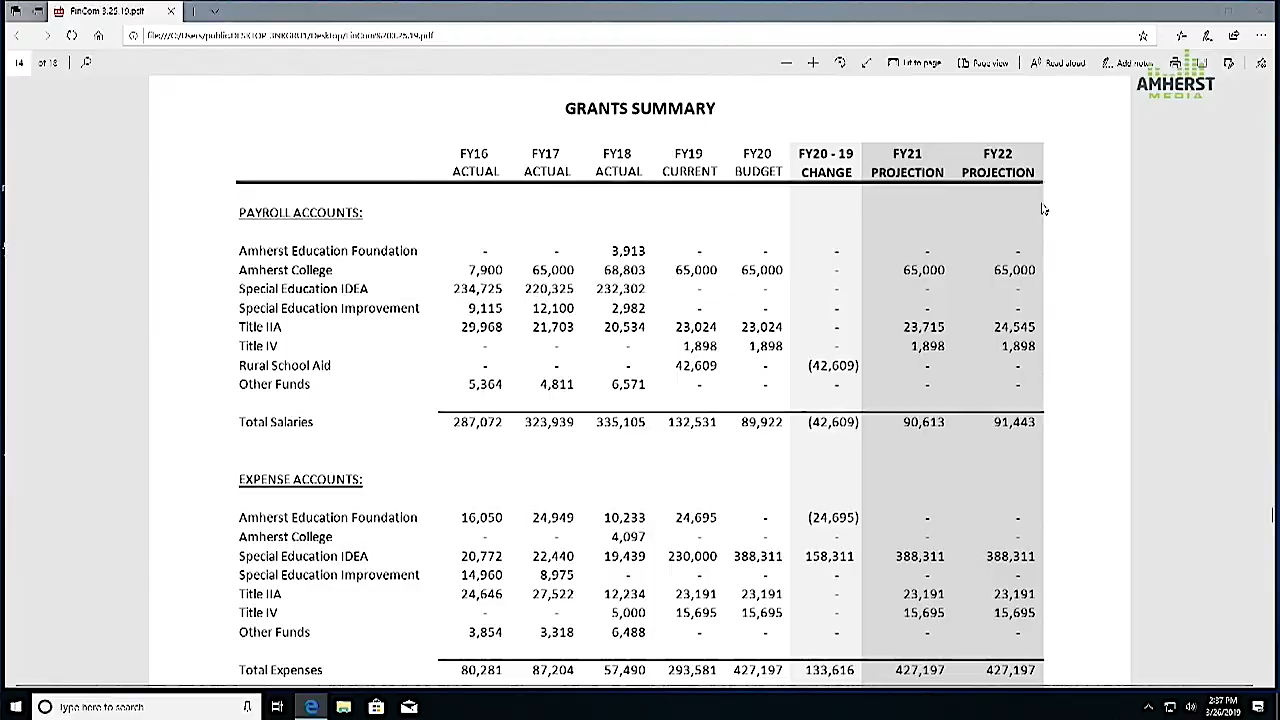 FinCom 3.25.19.pdf
14 of 18 Fit to page Page view Read aloud Add notes
AMHERST
MEDIA
GRANTS SUMMARY
FY16 FY17 FY18 FY19 FY20 FY20 - 19 FY21 FY22
ACTUAL ACTUAL ACTUAL CURRENT BUDGET CHANGE PROJECTION PROJECTION
PAYROLL ACCOUNTS:
Amherst Education Foundation - - 3,913 - - - - -
Amherst College 7,900 65,000 68,803 65,000 65,000 - 65,000 65,000
Special Education IDEA 234,725 220,325 232,302 - - - - -
Special Education Improvement 9,115 12,100 2,982 - - - - -
Title IIA 29,968 21,703 20,534 23,024 23,024 - 23,715 24,545
Title IV - - - 1,898 1,898 - 1,898 1,898
Rural School Aid - - - 42,609 - (42,609) - -
Other Funds 5,364 4,811 6,571 - - - - -
Total Salaries 287,072 323,939 335,105 132,531 89,922 (42,609) 90,613 91,443
EXPENSE ACCOUNTS:
Amherst Education Foundation 16,050 24,949 10,233 24,695 - (24,695) - -
Amherst College - - 4,097 - - - - -
Special Education IDEA 20,772 22,440 19,439 230,000 388,311 158,311 388,311 388,311
Special Education Improvement 14,960 8,975 - - - - - -
Title IIA 24,646 27,522 12,234 23,191 23,191 - 23,191 23,191
Title IV - - 5,000 15,695 15,695 - 15,695 15,695
Other Funds 3,854 3,318 6,488 - - - - -
Total Expenses 80,281 87,204 57,490 293,581 427,197 133,616 427,197 427,197
Type here to search
2:37 PM
3/26/2019